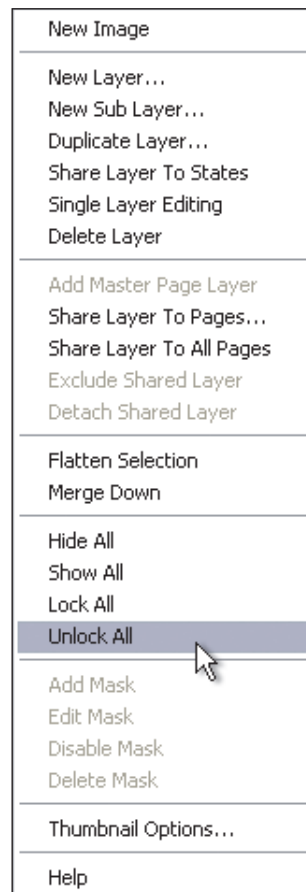 New Image
New Layer...
New Sub Layer...
Duplicate Layer...
Share Layer To States
Single Layer Editing
Delete Layer
Add Master Page Layer
Share Layer To Pages...
Share Layer To All Pages
Exclude Shared Layer
Detach Shared Layer
Flatten Selection
Merge Down
Hide All
Show All
Lock All
Unlock All
Add Mask
Edit Mask
Disable Mask
Delete Mask
Thumbnail Options...
Help